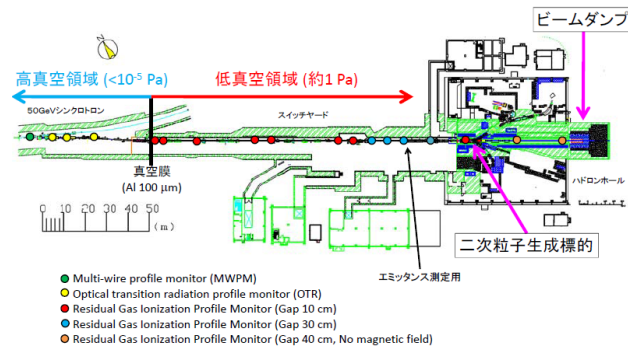 ビームダンプ
高真空領域 (<10⁻⁵ Pa)
低真空領域 (約1 Pa)
50GeVシンクロトロン
スイッチヤード
真空膜
(Al 100 μm)
ハドロンホール
0 10 20 30 40 50
(m)
二次粒子生成標的
エミッタンス測定用
Multi-wire profile monitor (MWPM)
Optical transition radiation profile monitor (OTR)
Residual Gas Ionization Profile Monitor (Gap 10 cm)
Residual Gas Ionization Profile Monitor (Gap 30 cm)
Residual Gas Ionization Profile Monitor (Gap 40 cm, No magnetic field)